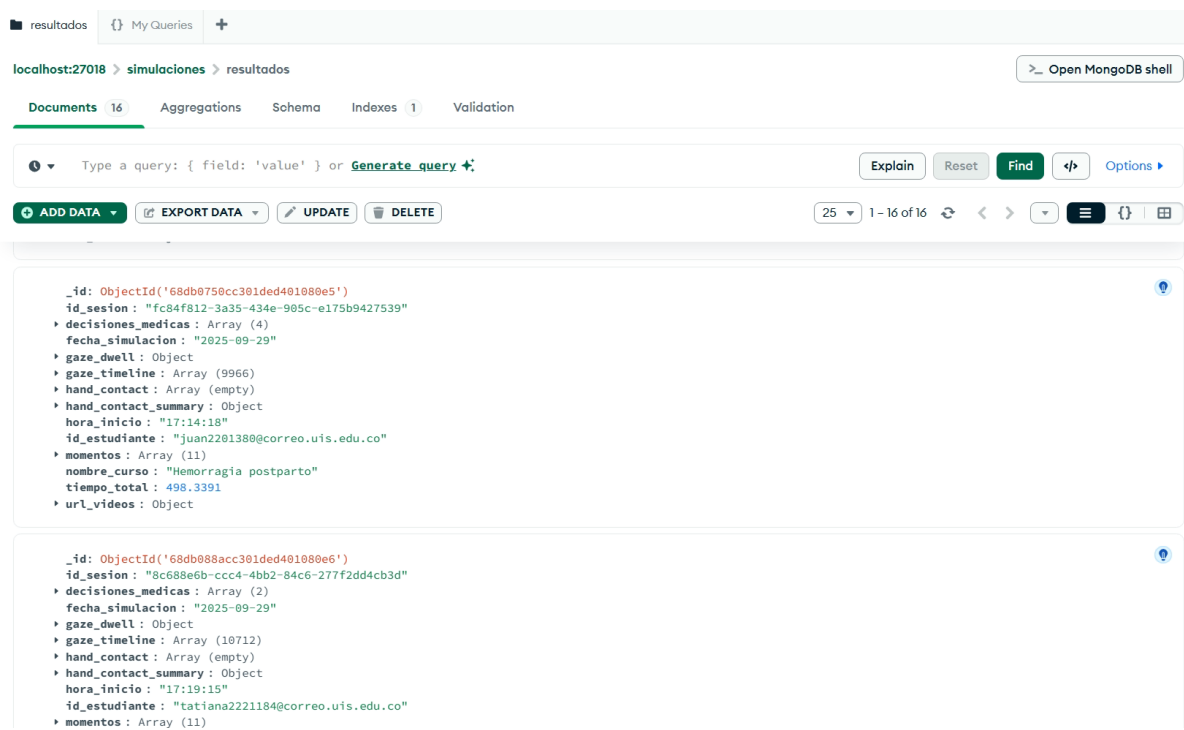 resultados {} My Queries +
localhost:27018 > simulaciones > resultados
>_ Open MongoDB shell
Documents 16 Aggregations Schema Indexes 1 Validation
Type a query: { field: 'value' } or Generate query
Explain Reset Find </> Options
ADD DATA EXPORT DATA UPDATE DELETE
25 1 – 16 of 16 {}
_id: ObjectId('68db0750cc301ded401080e5')
id_sesion : "fc84f812-3a35-434e-905c-e175b9427539"
decisiones_medicas : Array (4)
fecha_simulacion : "2025-09-29"
gaze_dwell : Object
gaze_timeline : Array (9966)
hand_contact : Array (empty)
hand_contact_summary : Object
hora_inicio : "17:14:18"
id_estudiante : "juan2201380@correo.uis.edu.co"
momentos : Array (11)
nombre_curso : "Hemorragia postparto"
tiempo_total : 498.3391
url_videos : Object
_id: ObjectId('68db088acc301ded401080e6')
id_sesion : "8c688e6b-ccc4-4bb2-84c6-277f2dd4cb3d"
decisiones_medicas : Array (2)
fecha_simulacion : "2025-09-29"
gaze_dwell : Object
gaze_timeline : Array (10712)
hand_contact : Array (empty)
hand_contact_summary : Object
hora_inicio : "17:19:15"
id_estudiante : "tatiana2221184@correo.uis.edu.co"
momentos : Array (11)